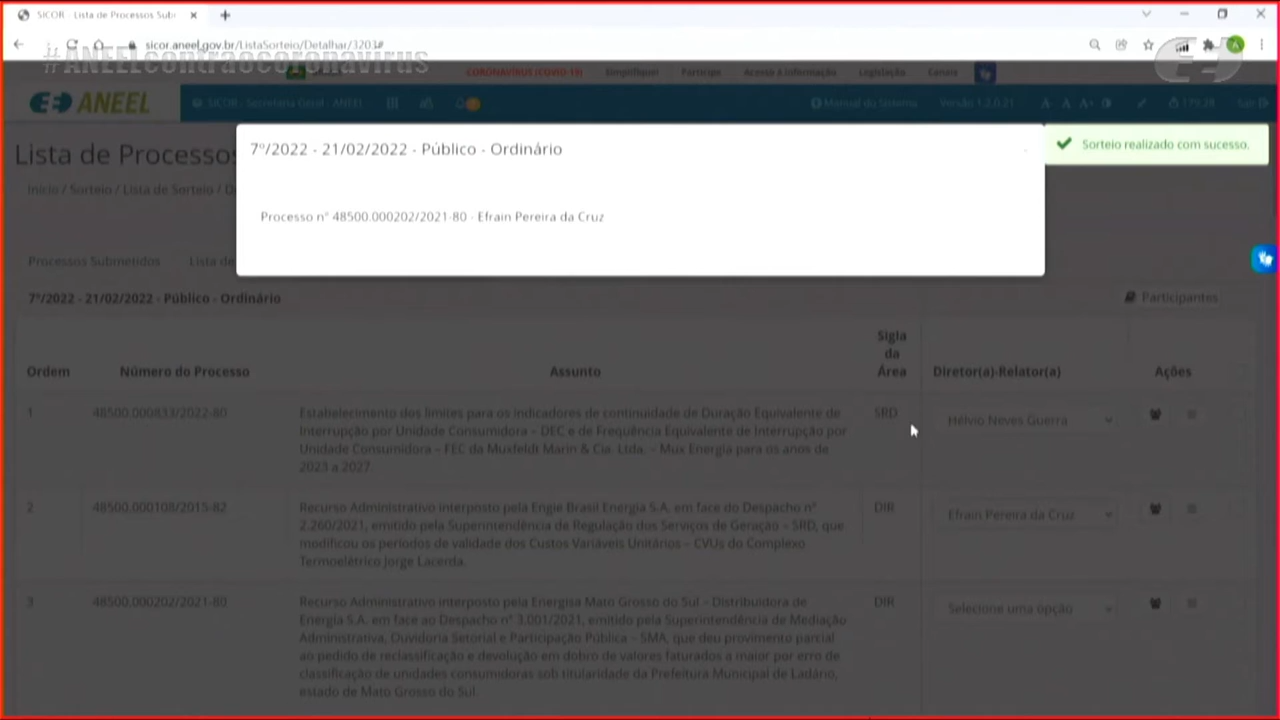 SICOR - Lista de Processos Sub
sicor.aneel.gov.br/ListaSorteio/Detalhar/3203#
#ANEELcontraocoronavirus
CORONAVÍRUS (COVID-19) Simplifique! Participe Acesso à informação Legislação Canais
ANEEL
SICOR - Secretaria Geral - ANEEL
Manual do Sistema Versão 1.2.0.21 A- A A+ Sair
Lista de Processos
Início / Sorteio / Lista de Sorteio /
7º/2022 - 21/02/2022 - Público - Ordinário
Processo n° 48500.000202/2021-80 - Efrain Pereira da Cruz
Sorteio realizado com sucesso.
Processos Submetidos Lista de
7º/2022 - 21/02/2022 - Público - Ordinário
Participantes
Ordem Número do Processo Assunto Sigla da Área Diretor(a)-Relator(a) Ações
1 48500.000833/2022-80
Estabelecimento dos limites para os indicadores de continuidade de Duração Equivalente de
Interrupção por Unidade Consumidora – DEC e de Frequência Equivalente de Interrupção por
Unidade Consumidora – FEC da Muxfeldt Marin & Cia. Ltda. – Mux Energia para os anos de
2023 a 2027.
SRD Hélvio Neves Guerra
2 48500.000108/2015-82
Recurso Administrativo interposto pela Engie Brasil Energia S.A. em face do Despacho nº
2.260/2021, emitido pela Superintendência de Regulação dos Serviços de Geração – SRD, que
modificou os períodos de validade dos Custos Variáveis Unitários – CVUs do Complexo
Termoelétrico Jorge Lacerda.
DIR Efrain Pereira da Cruz
3 48500.000202/2021-80
Recurso Administrativo interposto pela Energisa Mato Grosso do Sul – Distribuidora de
Energia S.A. em face ao Despacho nº 3.001/2021, emitido pela Superintendência de Mediação
Administrativa, Ouvidoria Setorial e Participação Pública – SMA, que deu provimento parcial
ao pedido de reclassificação e devolução em dobro de valores faturados a maior por erro de
classificação de unidades consumidoras sob titularidade da Prefeitura Municipal de Ladário,
estado de Mato Grosso do Sul.
DIR Selecione uma opção